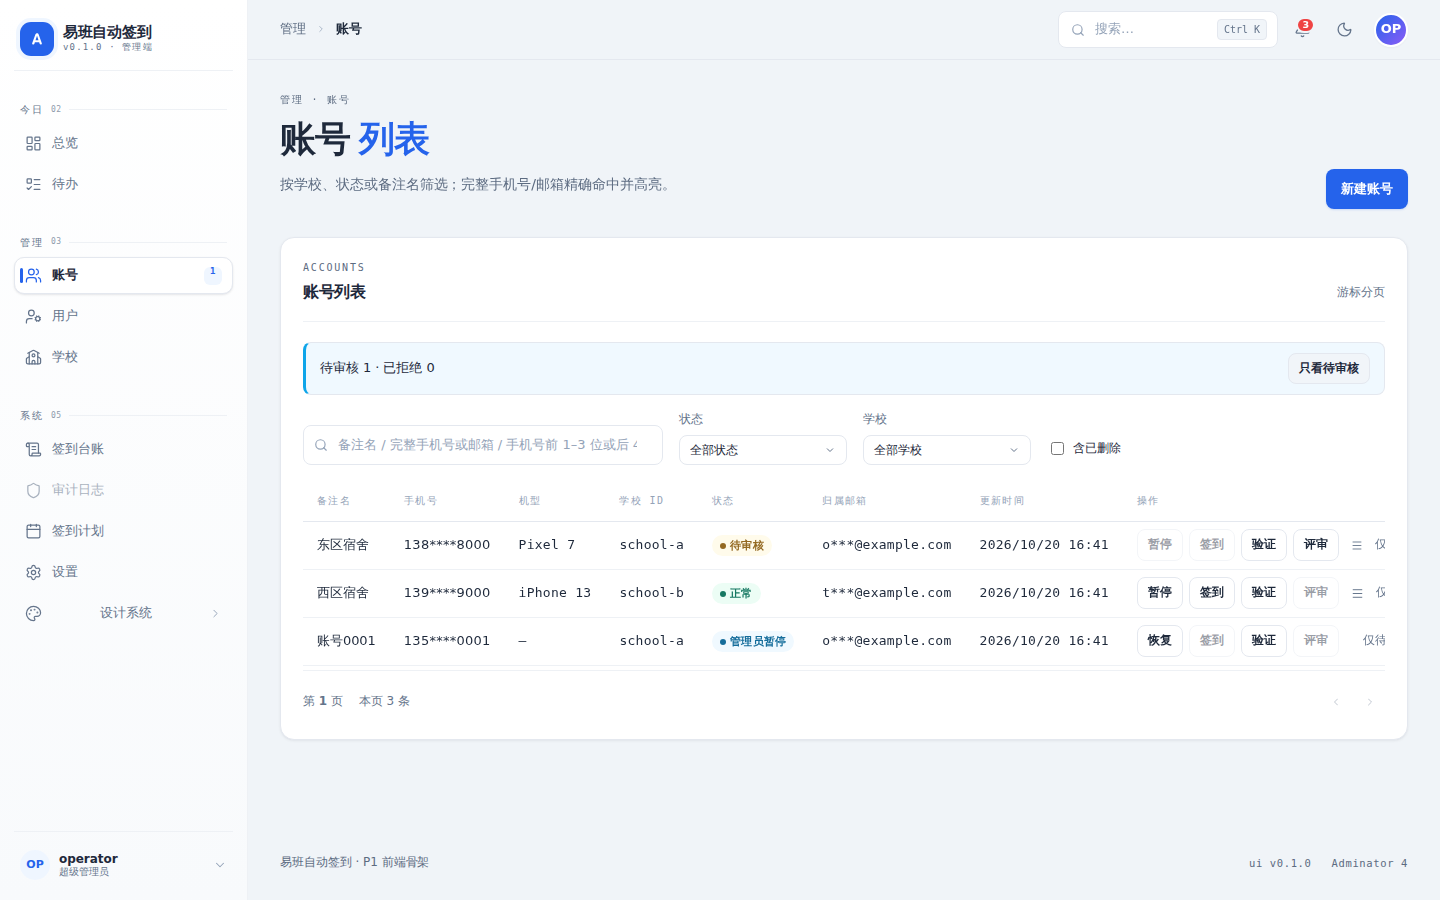 A
易班自动签到
v0.1.0 · 管理端
今日 02
总览
待办
管理 03
账号 1
用户
学校
系统 05
签到台账
审计日志
签到计划
设置
设计系统
OP
operator
超级管理员
管理 › 账号
搜索… Ctrl K
3
OP
管理 · 账号
账号 列表
按学校、状态或备注名筛选；完整手机号/邮箱精确命中并高亮。
新建账号
ACCOUNTS
账号列表
游标分页
待审核 1 · 已拒绝 0
只看待审核
备注名 / 完整手机号或邮箱 / 手机号前 1–3 位或后
状态
全部状态
学校
全部学校
含已删除
备注名 手机号 机型 学校 ID 状态 归属邮箱 更新时间 操作
东区宿舍 138****8000 Pixel 7 school-a 待审核 o***@example.com 2026/10/20 16:41 暂停 签到 验证 评审 ☰ 仅
西区宿舍 139****9000 iPhone 13 school-b 正常 t***@example.com 2026/10/20 16:41 暂停 签到 验证 评审 ☰
账号0001 135****0001 — school-a 管理员暂停 o***@example.com 2026/10/20 16:41 恢复 签到 验证 评审 仅待
第 1 页 本页 3 条
‹ ›
易班自动签到 · P1 前端骨架
ui v0.1.0 Adminator 4